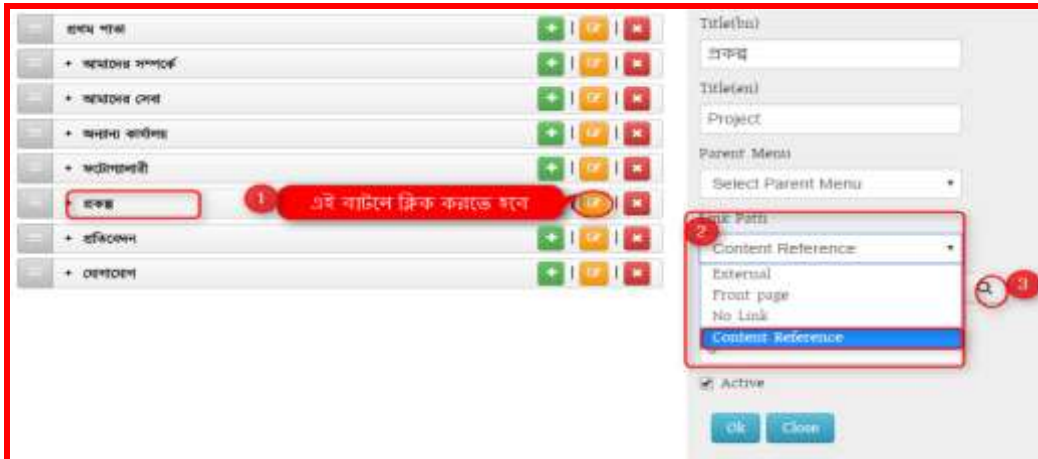 প্রথম পাতা
+ আমাদের সম্পর্কে
+ আমাদের সেবা
+ অন্যান্য কার্যালয়
+ ফটোগ্যালারী
প্রকল্প
1 এই বাটনে ক্লিক করতে হবে
+ প্রতিবেদন
+ যোগাযোগ
Title(bn)
প্রকল্প
Title(en)
Project
Parent Menu
Select Parent Menu
Link Path
2
Content Reference
External
Front page
No Link
Content Reference
3
Active
Ok Close